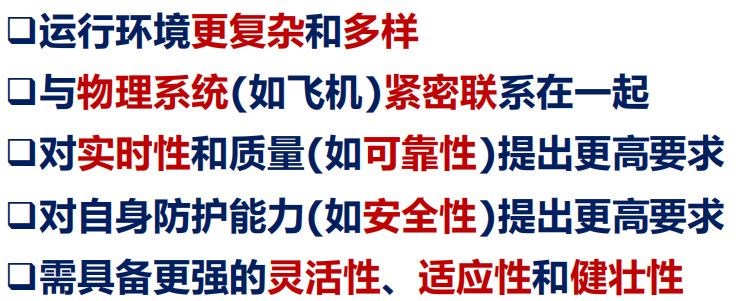 ❑运行环境更复杂和多样
❑与物理系统(如飞机)紧密联系在一起
❑对实时性和质量(如可靠性)提出更高要求
❑对自身防护能力(如安全性)提出更高要求
❑需具备更强的灵活性、适应性和健壮性